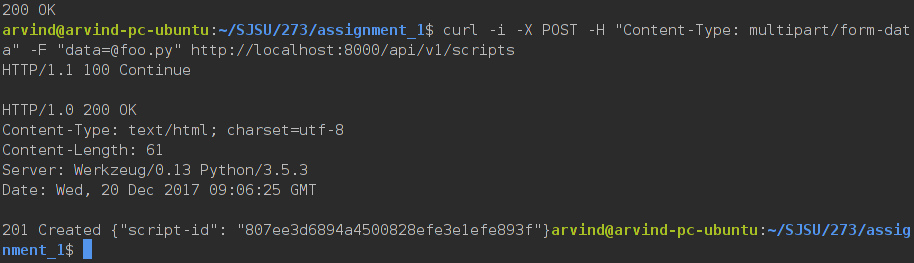 200 OK
arvind@arvind-pc-ubuntu:~/SJSU/273/assignment_1$ curl -i -X POST -H "Content-Type: multipart/form-dat
a" -F "data=@foo.py" http://localhost:8000/api/v1/scripts
HTTP/1.1 100 Continue

HTTP/1.0 200 OK
Content-Type: text/html; charset=utf-8
Content-Length: 61
Server: Werkzeug/0.13 Python/3.5.3
Date: Wed, 20 Dec 2017 09:06:25 GMT

201 Created {"script-id": "807ee3d6894a4500828efe3e1efe893f"}arvind@arvind-pc-ubuntu:~/SJSU/273/assig
nment_1$